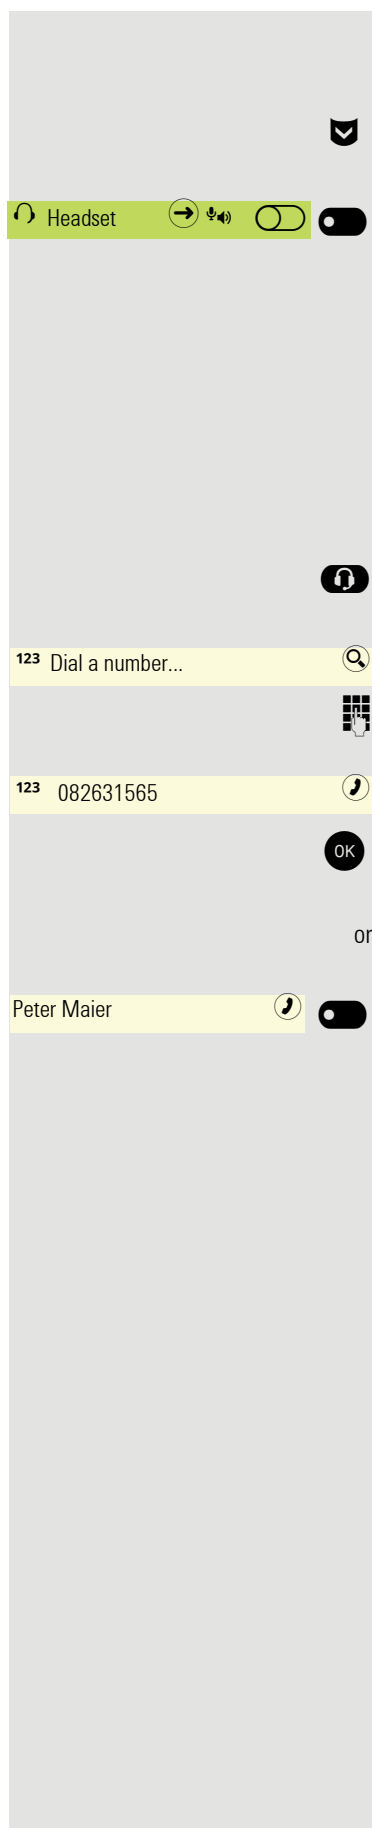 Headset
123 Dial a number...
123 082631565
OK
or
Peter Maier